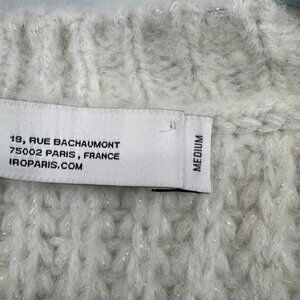 19, RUE BACHAUMONT
75002 PARIS, FRANCE
IROPARIS.COM
MEDIUM